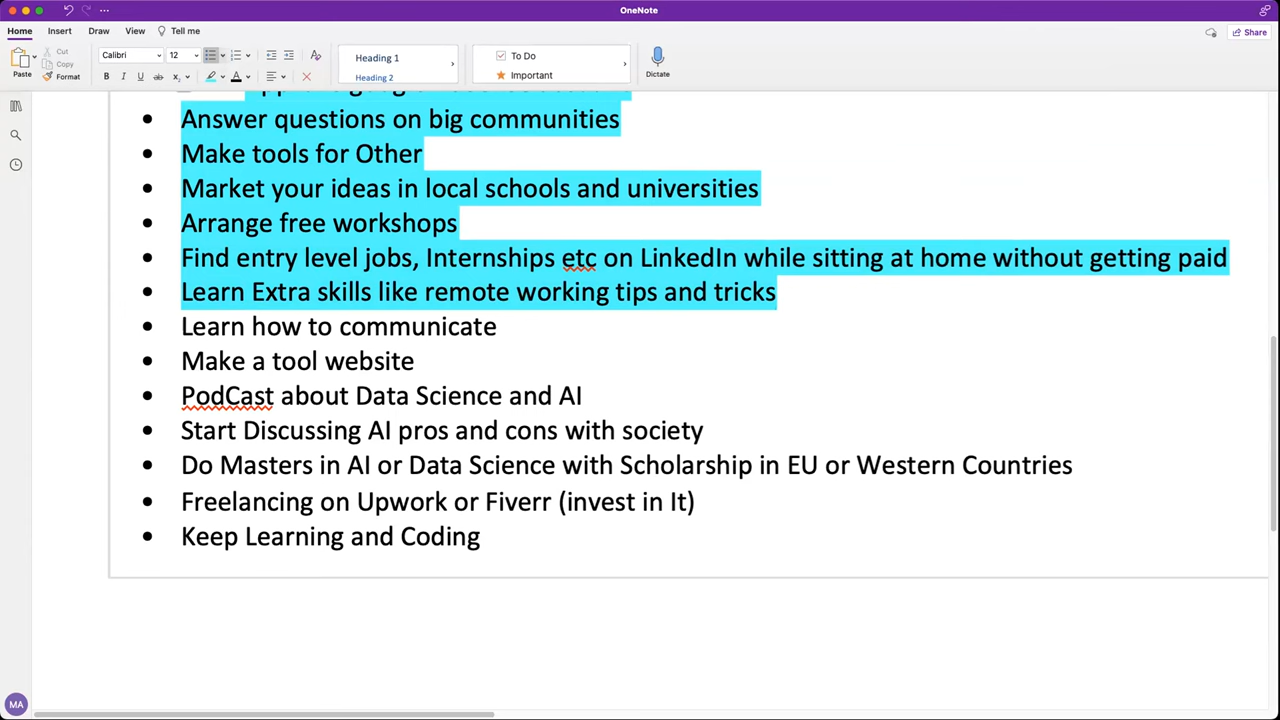 OneNote
Home Insert Draw View Tell me
Share
Paste
Cut
Copy
Format
Calibri 12
B I U ab x A
Heading 1
Heading 2
To Do
Important
Dictate
Answer questions on big communities
Make tools for Other
Market your ideas in local schools and universities
Arrange free workshops
Find entry level jobs, Internships etc on LinkedIn while sitting at home without getting paid
Learn Extra skills like remote working tips and tricks
Learn how to communicate
Make a tool website
PodCast about Data Science and AI
Start Discussing AI pros and cons with society
Do Masters in AI or Data Science with Scholarship in EU or Western Countries
Freelancing on Upwork or Fiverr (invest in It)
Keep Learning and Coding
MA